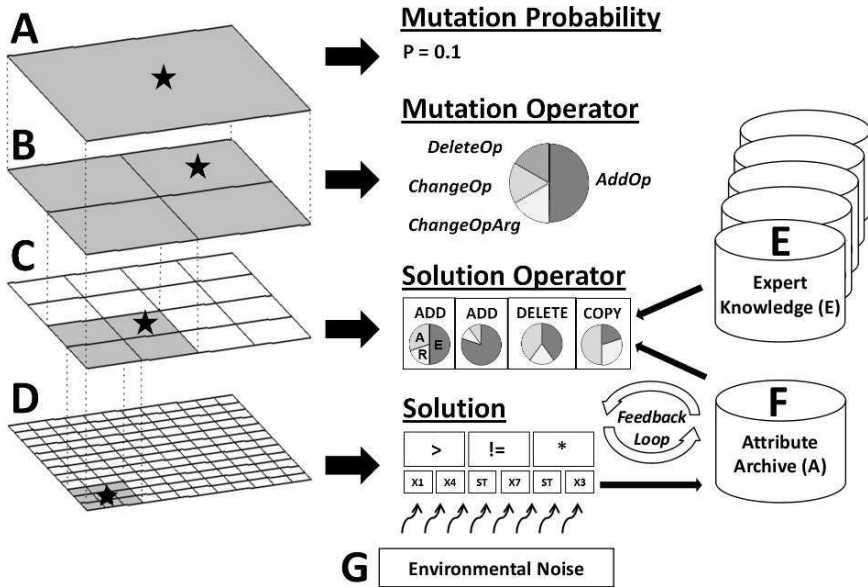 A
Mutation Probability
P = 0.1
B
Mutation Operator
DeleteOp
ChangeOp
AddOp
ChangeOpArg
C
Solution Operator
ADD ADD DELETE COPY
A E
R
E
Expert
Knowledge (E)
D
Solution
> != *
X1 X4 ST X7 ST X3
Feedback
Loop
F
Attribute
Archive (A)
G
Environmental Noise